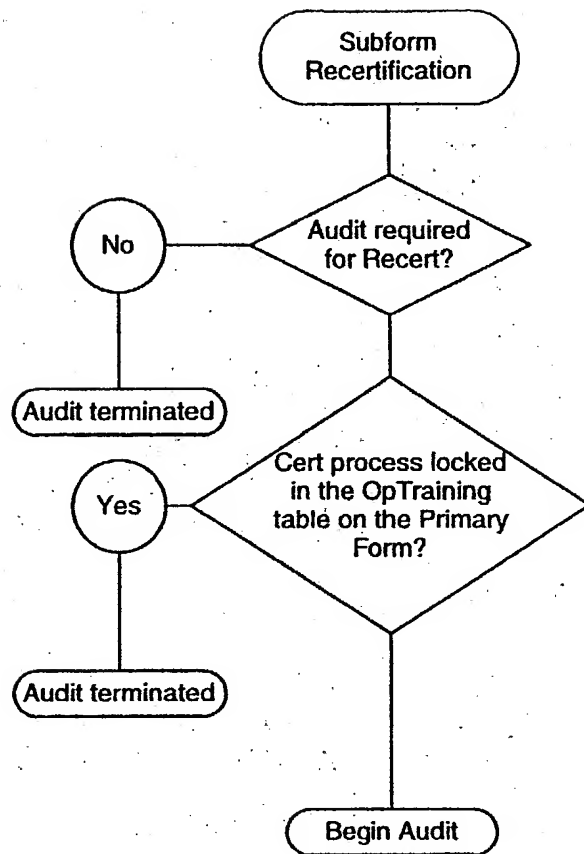 Subform
Recertification
No
Audit required
for Recert?
Audit terminated
Yes
Cert process locked
in the OpTraining
table on the Primary
Form?
Audit terminated
Begin Audit